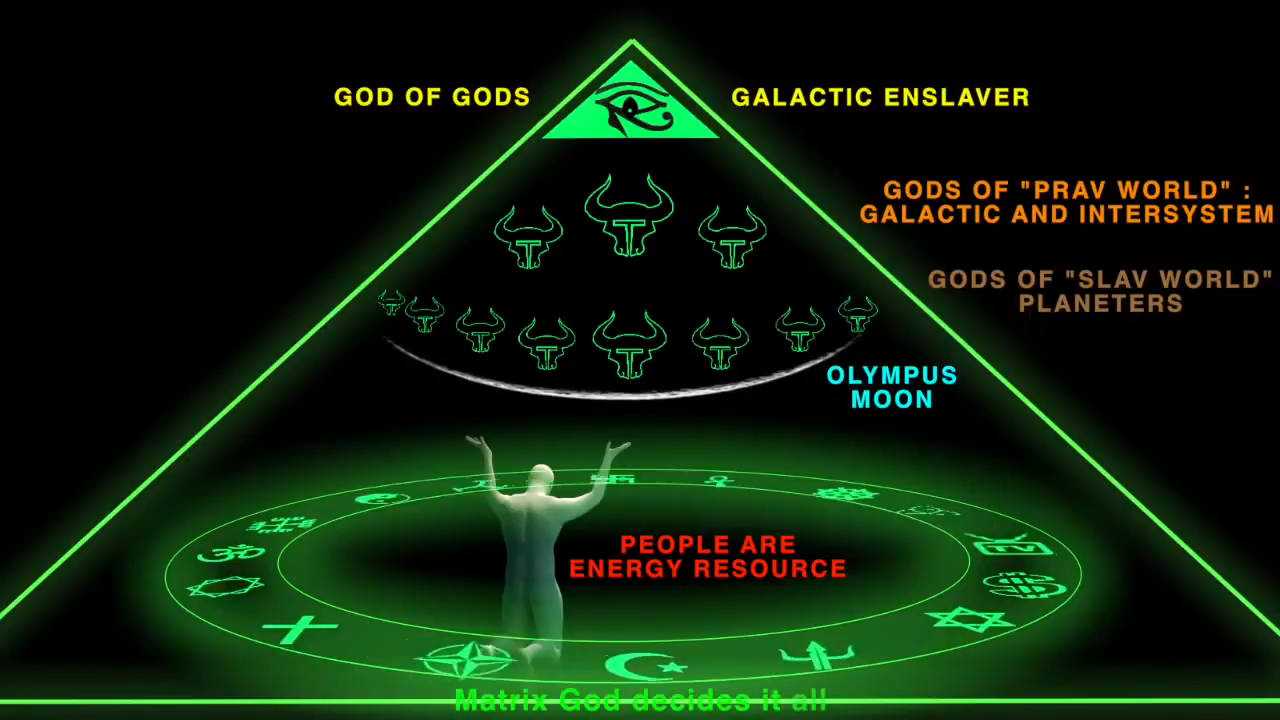 GOD OF GODS
GALACTIC ENSLAVER
GODS OF "PRAV WORLD" :
GALACTIC AND INTERSYSTEM
GODS OF "SLAV WORLD"
PLANETERS
T
T
T
T
T
T
T
T
T
T
T
OLYMPUS
MOON
TV
PEOPLE ARE
ENERGY RESOURCE
Matrix God decides it all